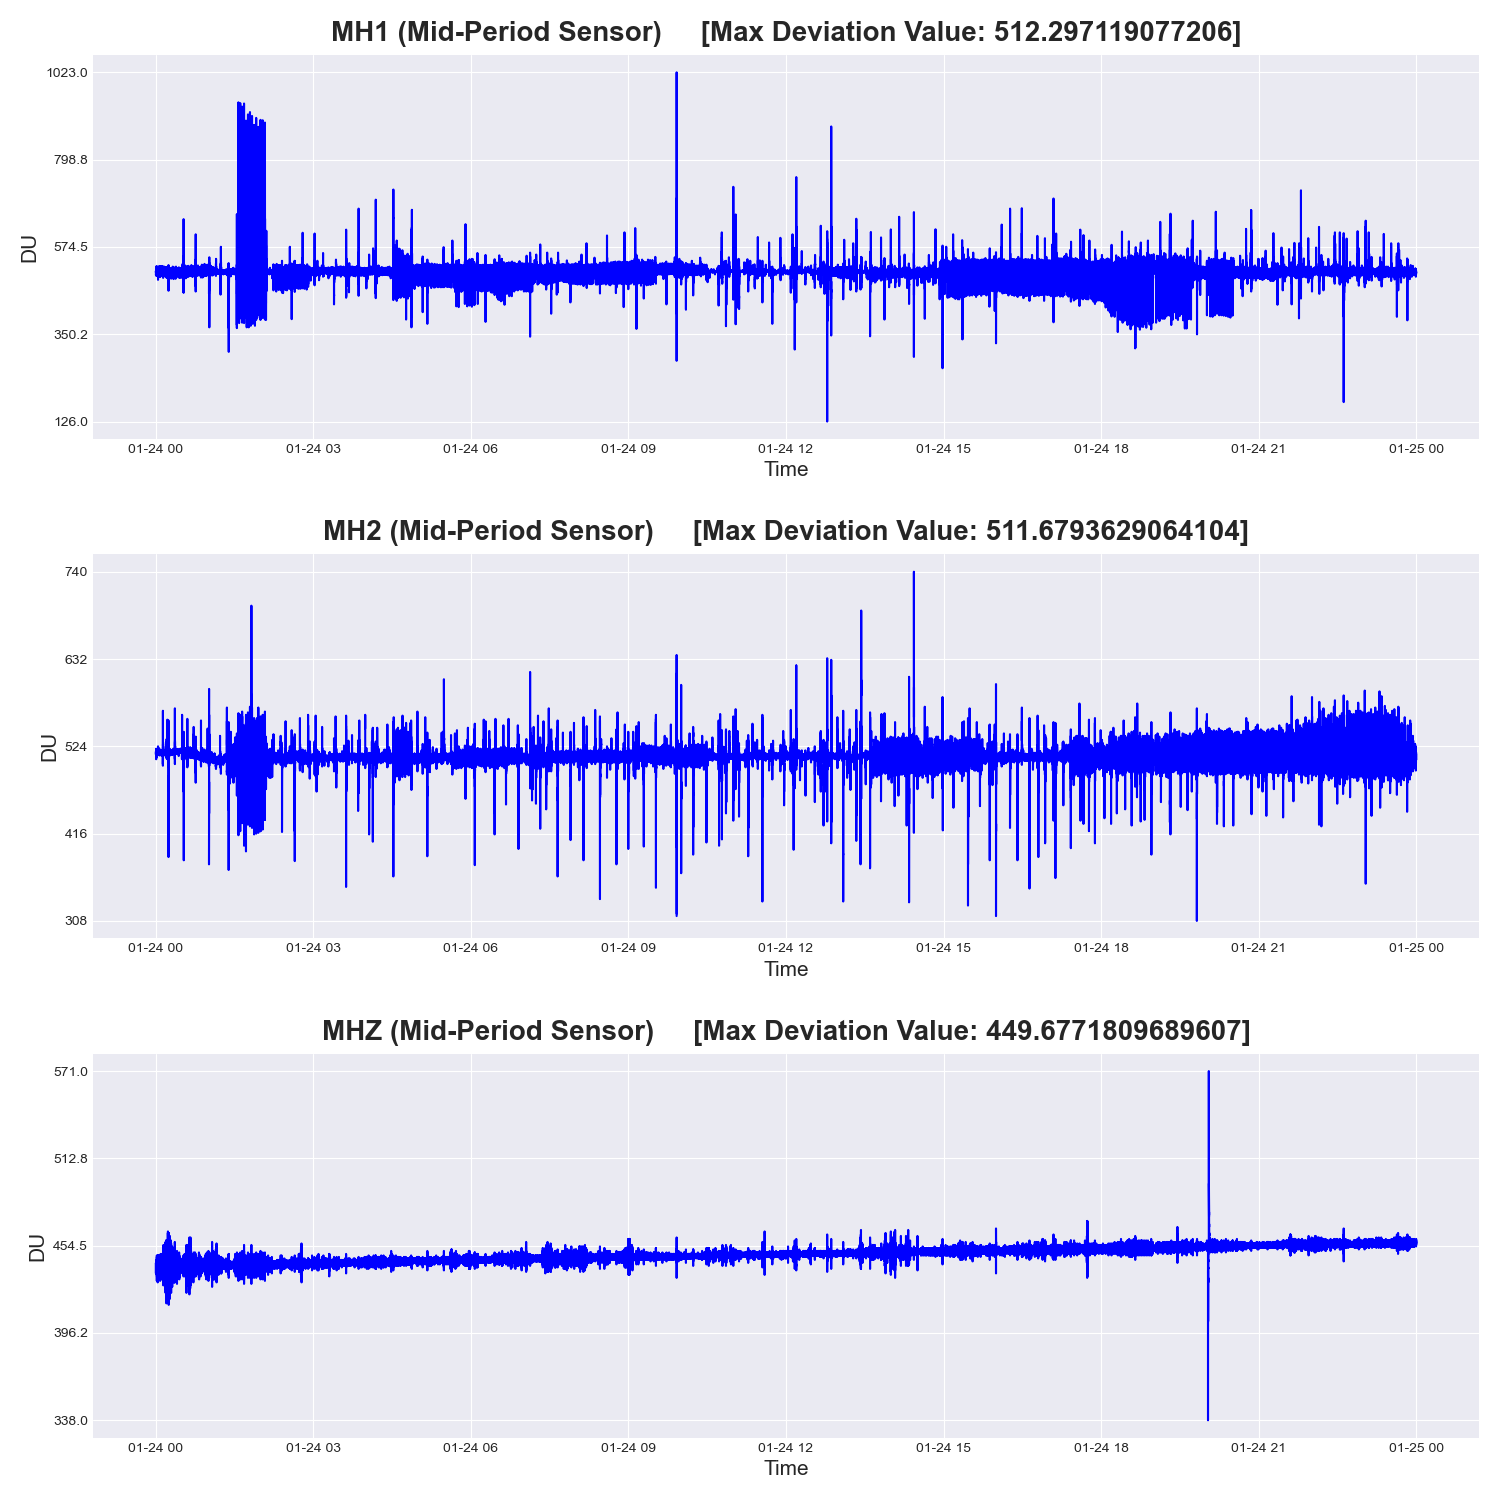 MH1 (Mid-Period Sensor) [Max Deviation Value: 512.297119077206]
1023.0
798.8
574.5
350.2
126.0
DU
01-24 00 01-24 03 01-24 06 01-24 09 01-24 12 01-24 15 01-24 18 01-24 21 01-25 00
Time
MH2 (Mid-Period Sensor) [Max Deviation Value: 511.6793629064104]
740
632
524
416
308
DU
01-24 00 01-24 03 01-24 06 01-24 09 01-24 12 01-24 15 01-24 18 01-24 21 01-25 00
Time
MHZ (Mid-Period Sensor) [Max Deviation Value: 449.6771809689607]
571.0
512.8
454.5
396.2
338.0
DU
01-24 00 01-24 03 01-24 06 01-24 09 01-24 12 01-24 15 01-24 18 01-24 21 01-25 00
Time